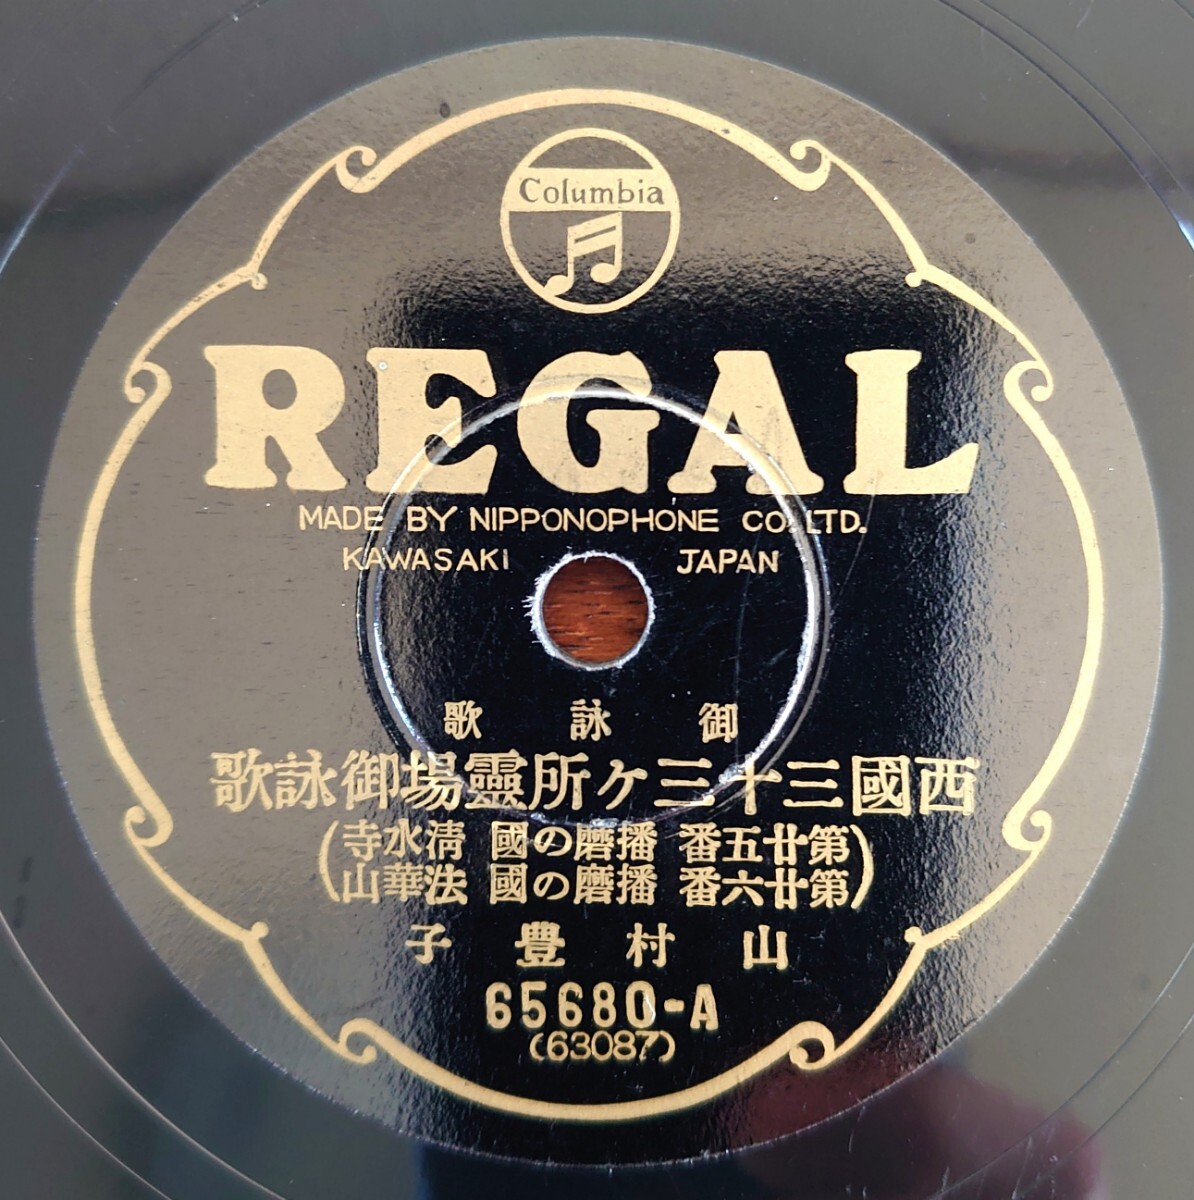 Columbia
REGAL
MADE BY NIPPONOPHONE CO. LTD.
KAWASAKI JAPAN
御詠歌
西國三十三ヶ所靈場御詠歌
(第廿五番 播磨の國 清水寺
第廿六番 播磨の國 法華山)
山村豊子
65680-A
(63087)